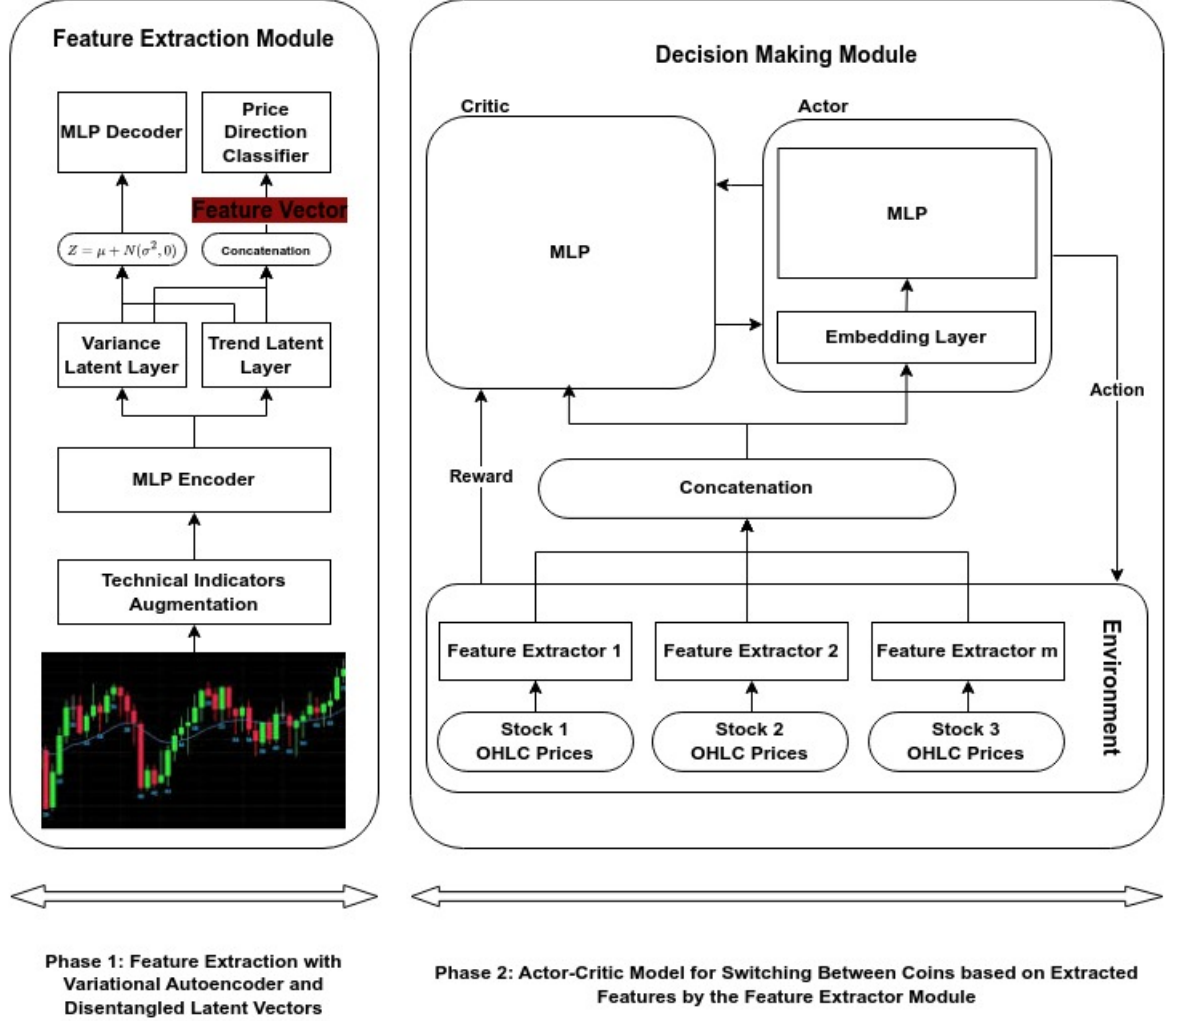 Feature Extraction Module
MLP Decoder
Price
Direction
Classifier
Feature Vector
Z = μ + N(σ², 0)
Concatenation
Variance
Latent Layer
Trend Latent
Layer
MLP Encoder
Technical Indicators
Augmentation
Phase 1: Feature Extraction with
Variational Autoencoder and
Disentangled Latent Vectors
Decision Making Module
Critic
Actor
MLP
MLP
Embedding Layer
Action
Reward
Concatenation
Feature Extractor 1
Feature Extractor 2
Feature Extractor m
Stock 1
OHLC Prices
Stock 2
OHLC Prices
Stock 3
OHLC Prices
Environment
Phase 2: Actor-Critic Model for Switching Between Coins based on Extracted
Features by the Feature Extractor Module